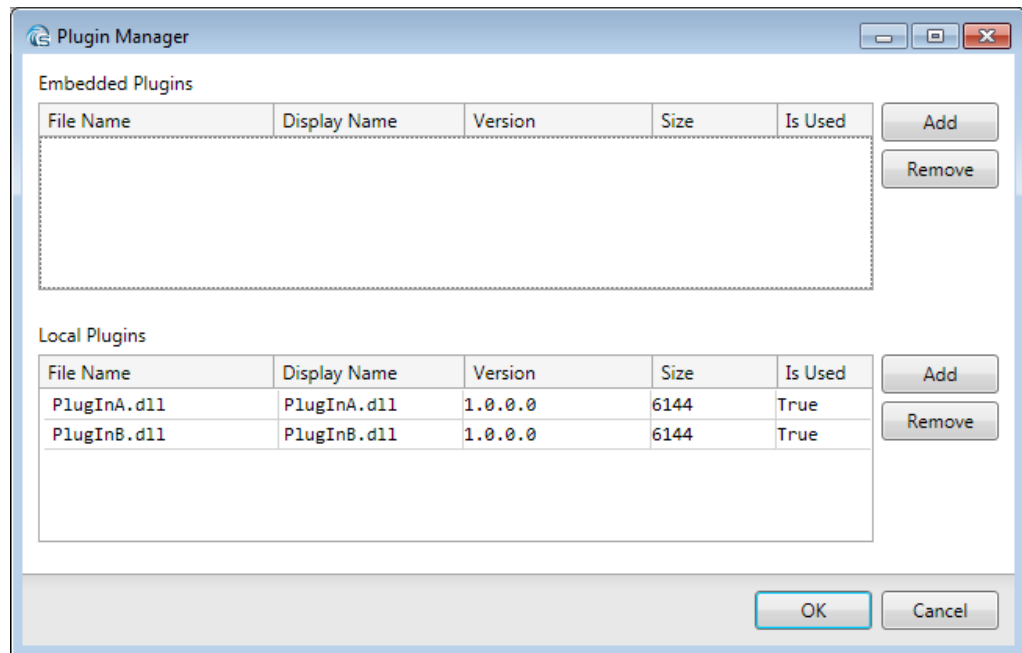 Plugin Manager
Embedded Plugins
File Name Display Name Version Size Is Used
Add
Remove
Local Plugins
File Name Display Name Version Size Is Used
PlugInA.dll PlugInA.dll 1.0.0.0 6144 True
PlugInB.dll PlugInB.dll 1.0.0.0 6144 True
Add
Remove
OK Cancel